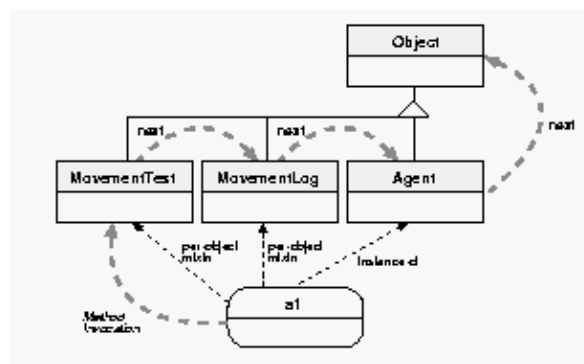 Object
next
next
next
MovementTest
MovementLog
Agent
per-object
mixin
per-object
mixin
instance-of
a1
Method
Invocation